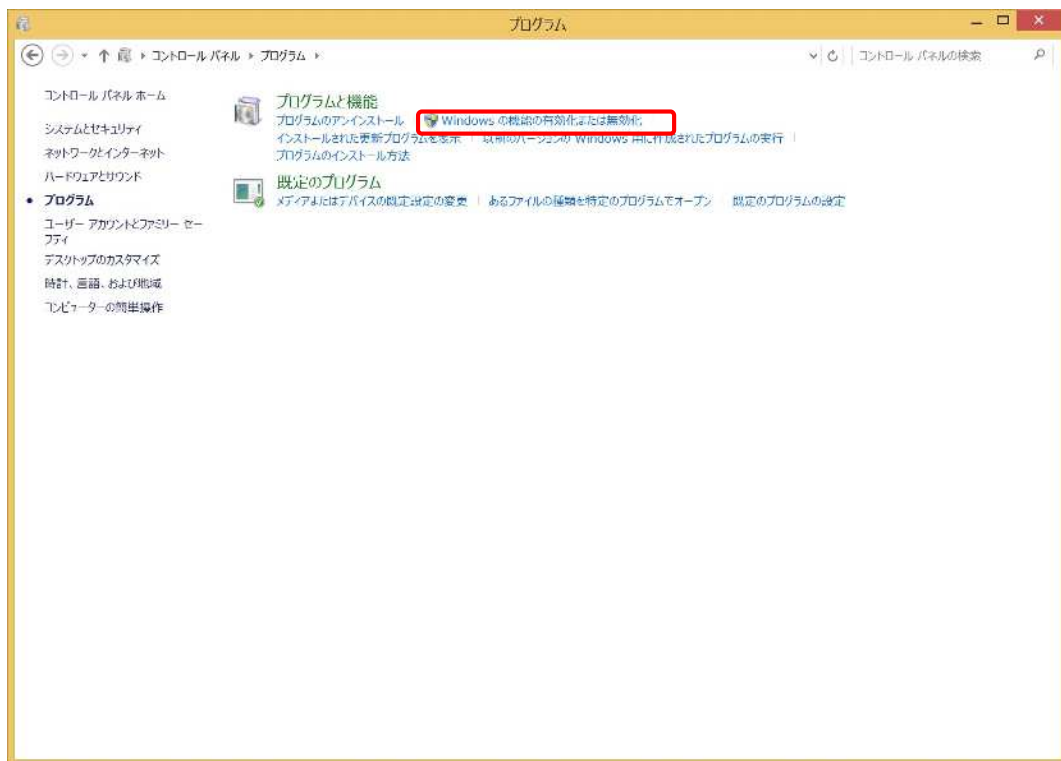 プログラム
コントロール パネル ▸ プログラム ▸
コントロール パネルの検索
コントロール パネル ホーム
システムとセキュリティ
ネットワークとインターネット
ハードウェアとサウンド
プログラム
ユーザー アカウントとファミリー セー
フティ
デスクトップのカスタマイズ
時計、言語、および地域
コンピューターの簡単操作
プログラムと機能
プログラムのアンインストール Windows の機能の有効化または無効化
インストールされた更新プログラムを表示 以前のバージョンの Windows 用に作成されたプログラムの実行
プログラムのインストール方法
既定のプログラム
メディアまたはデバイスの既定設定の変更 あるファイルの種類を特定のプログラムでオープン 既定のプログラムの設定